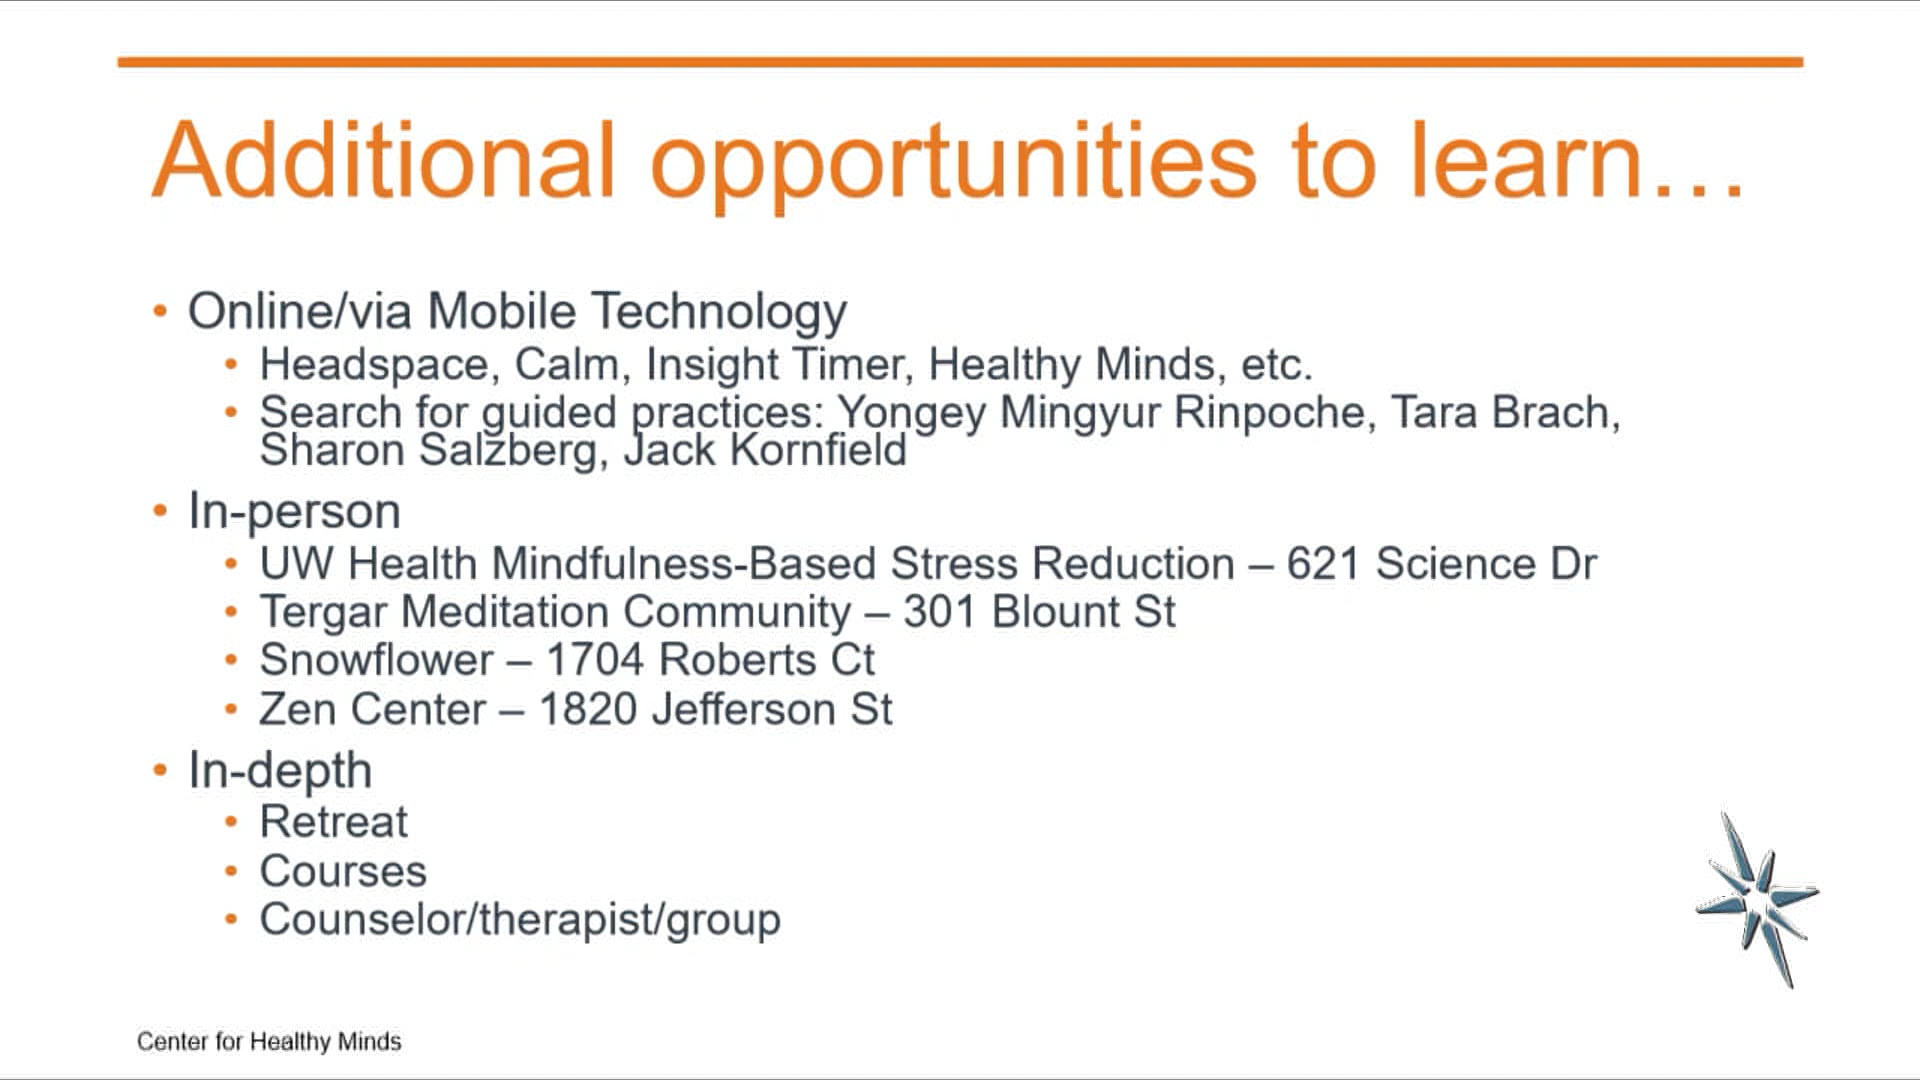 Additional opportunities to learn…
• Online/via Mobile Technology
• Headspace, Calm, Insight Timer, Healthy Minds, etc.
• Search for guided practices: Yongey Mingyur Rinpoche, Tara Brach,
Sharon Salzberg, Jack Kornfield
• In-person
• UW Health Mindfulness-Based Stress Reduction – 621 Science Dr
• Tergar Meditation Community – 301 Blount St
• Snowflower – 1704 Roberts Ct
• Zen Center – 1820 Jefferson St
• In-depth
• Retreat
• Courses
• Counselor/therapist/group
Center for Healthy Minds